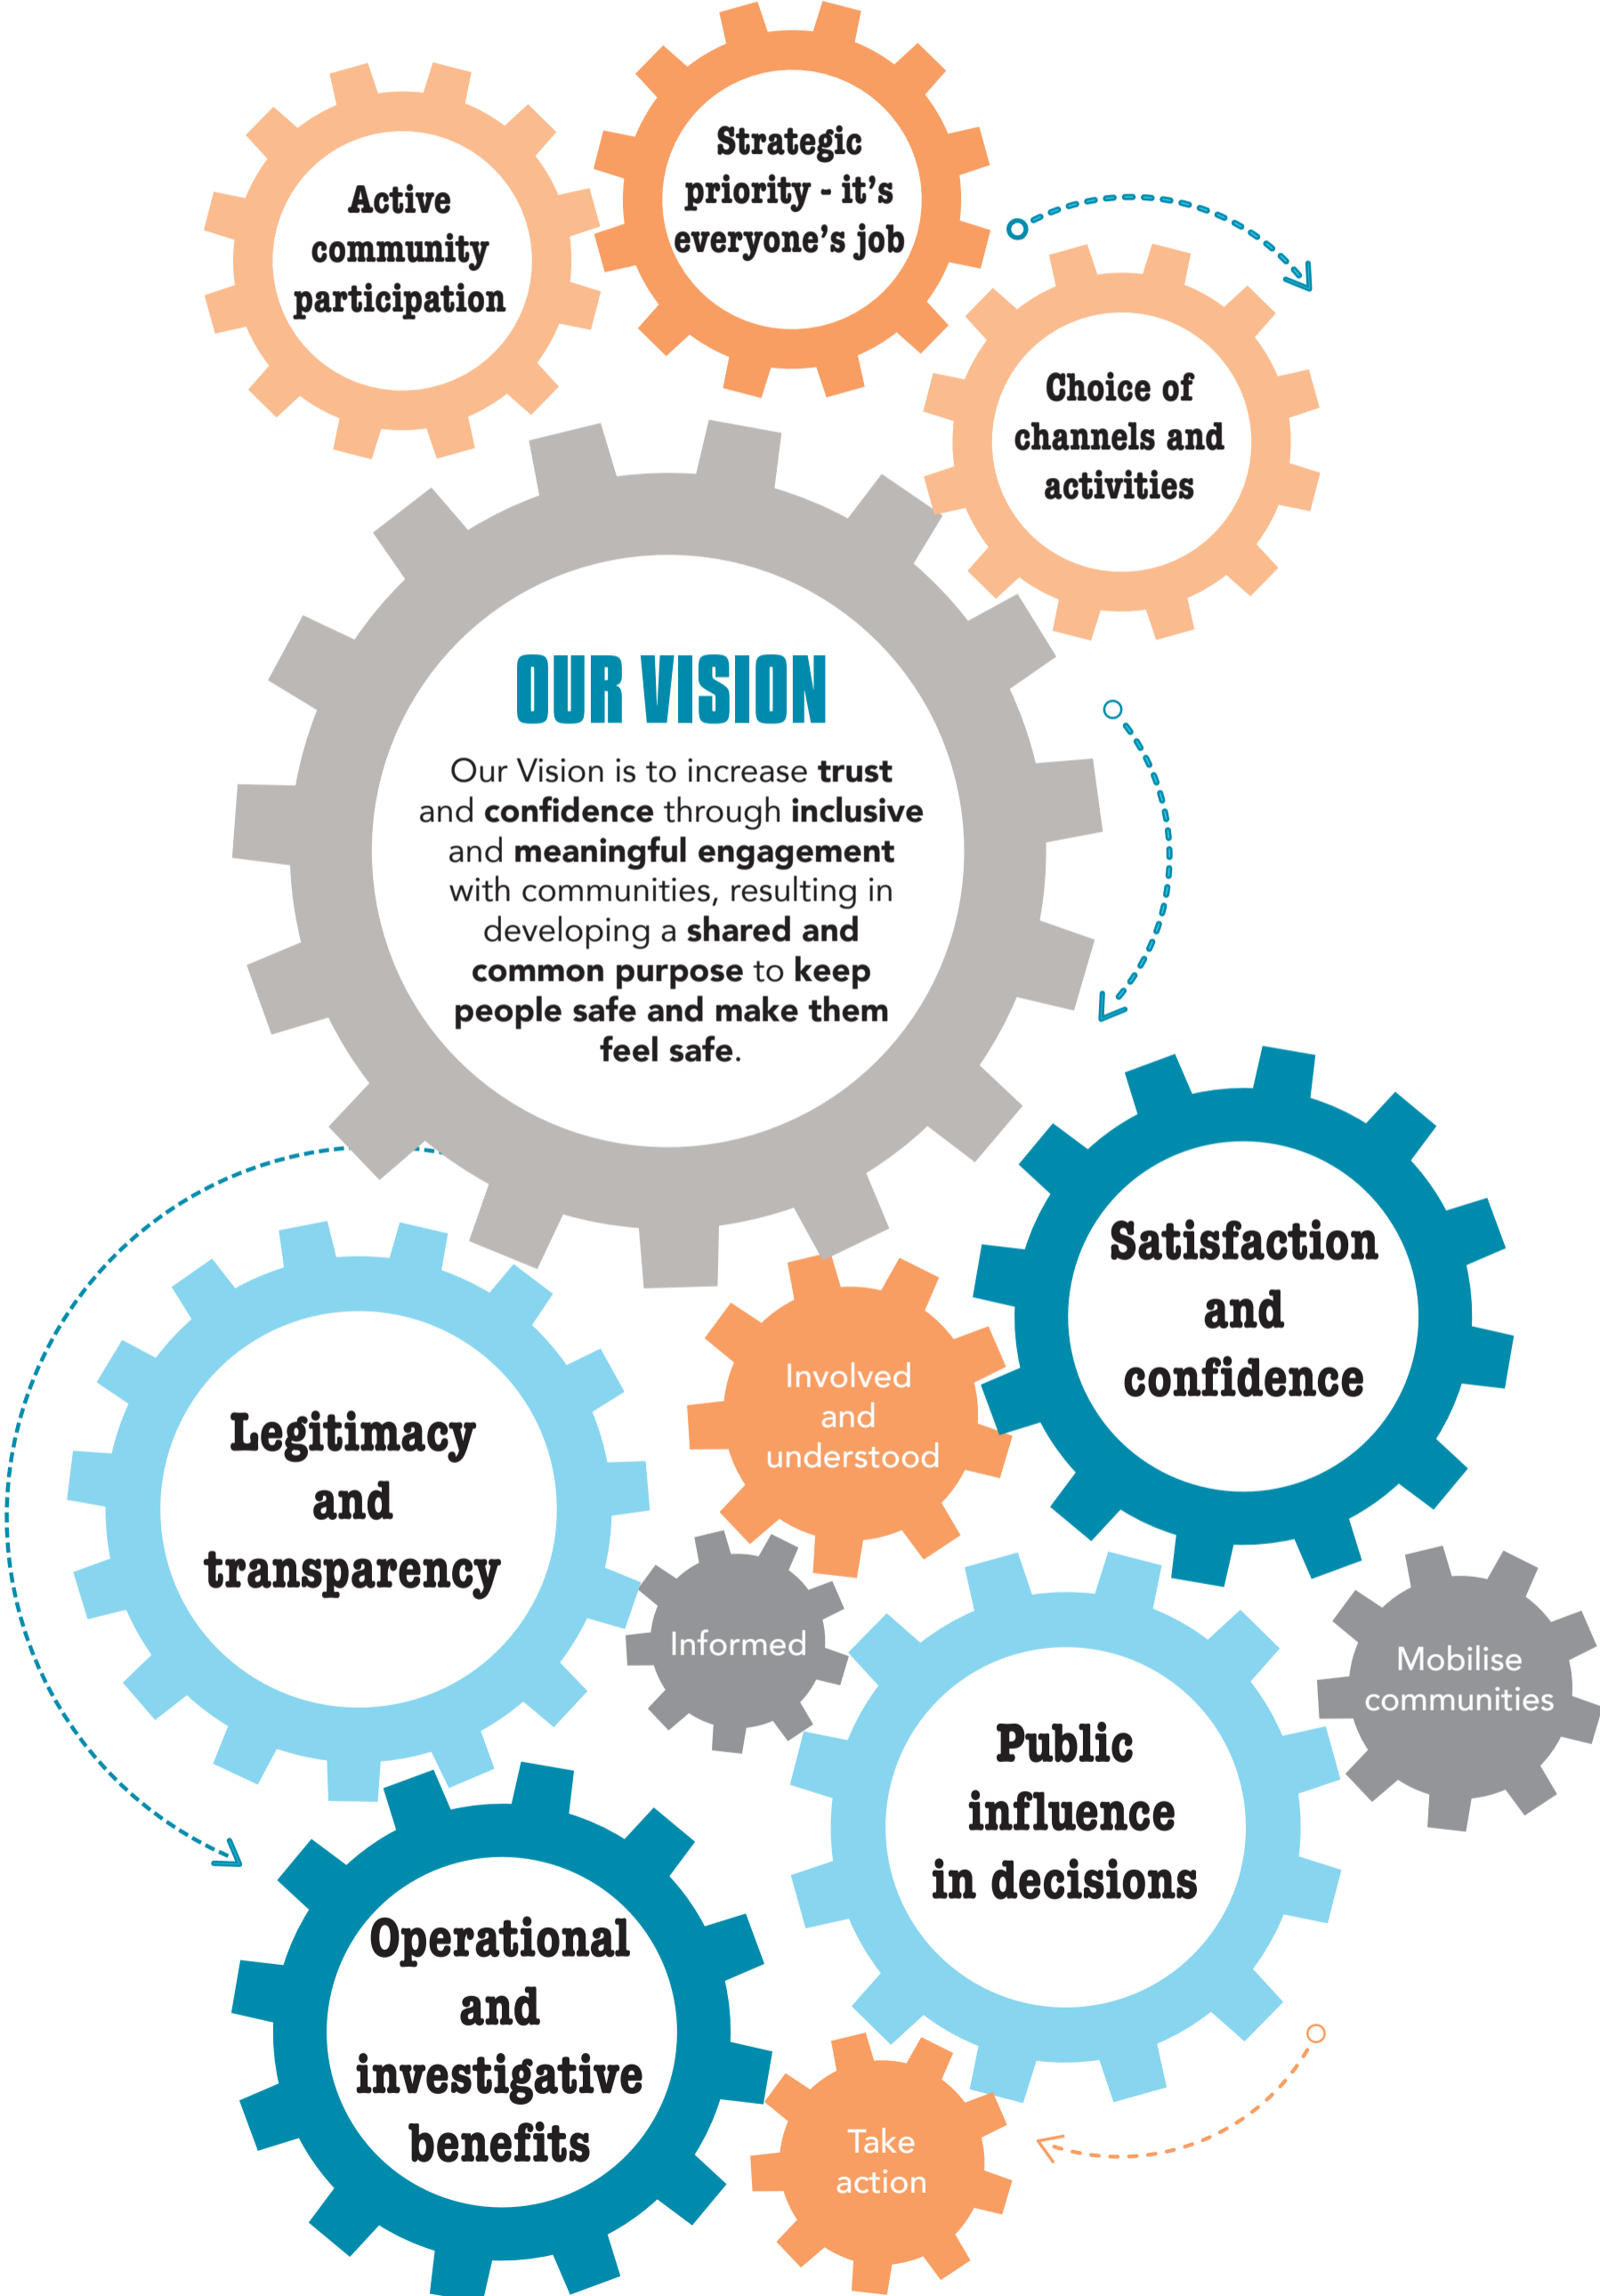 Active
community
participation
Strategic
priority - it's
everyone's job
Choice of
channels and
activities
OUR VISION
Our Vision is to increase trust
and confidence through inclusive
and meaningful engagement
with communities, resulting in
developing a shared and
common purpose to keep
people safe and make them
feel safe.
Satisfaction
and
confidence
Involved
and
understood
Legitimacy
and
transparency
Informed
Mobilise
communities
Public
influence
in decisions
Operational
and
investigative
benefits
Take
action